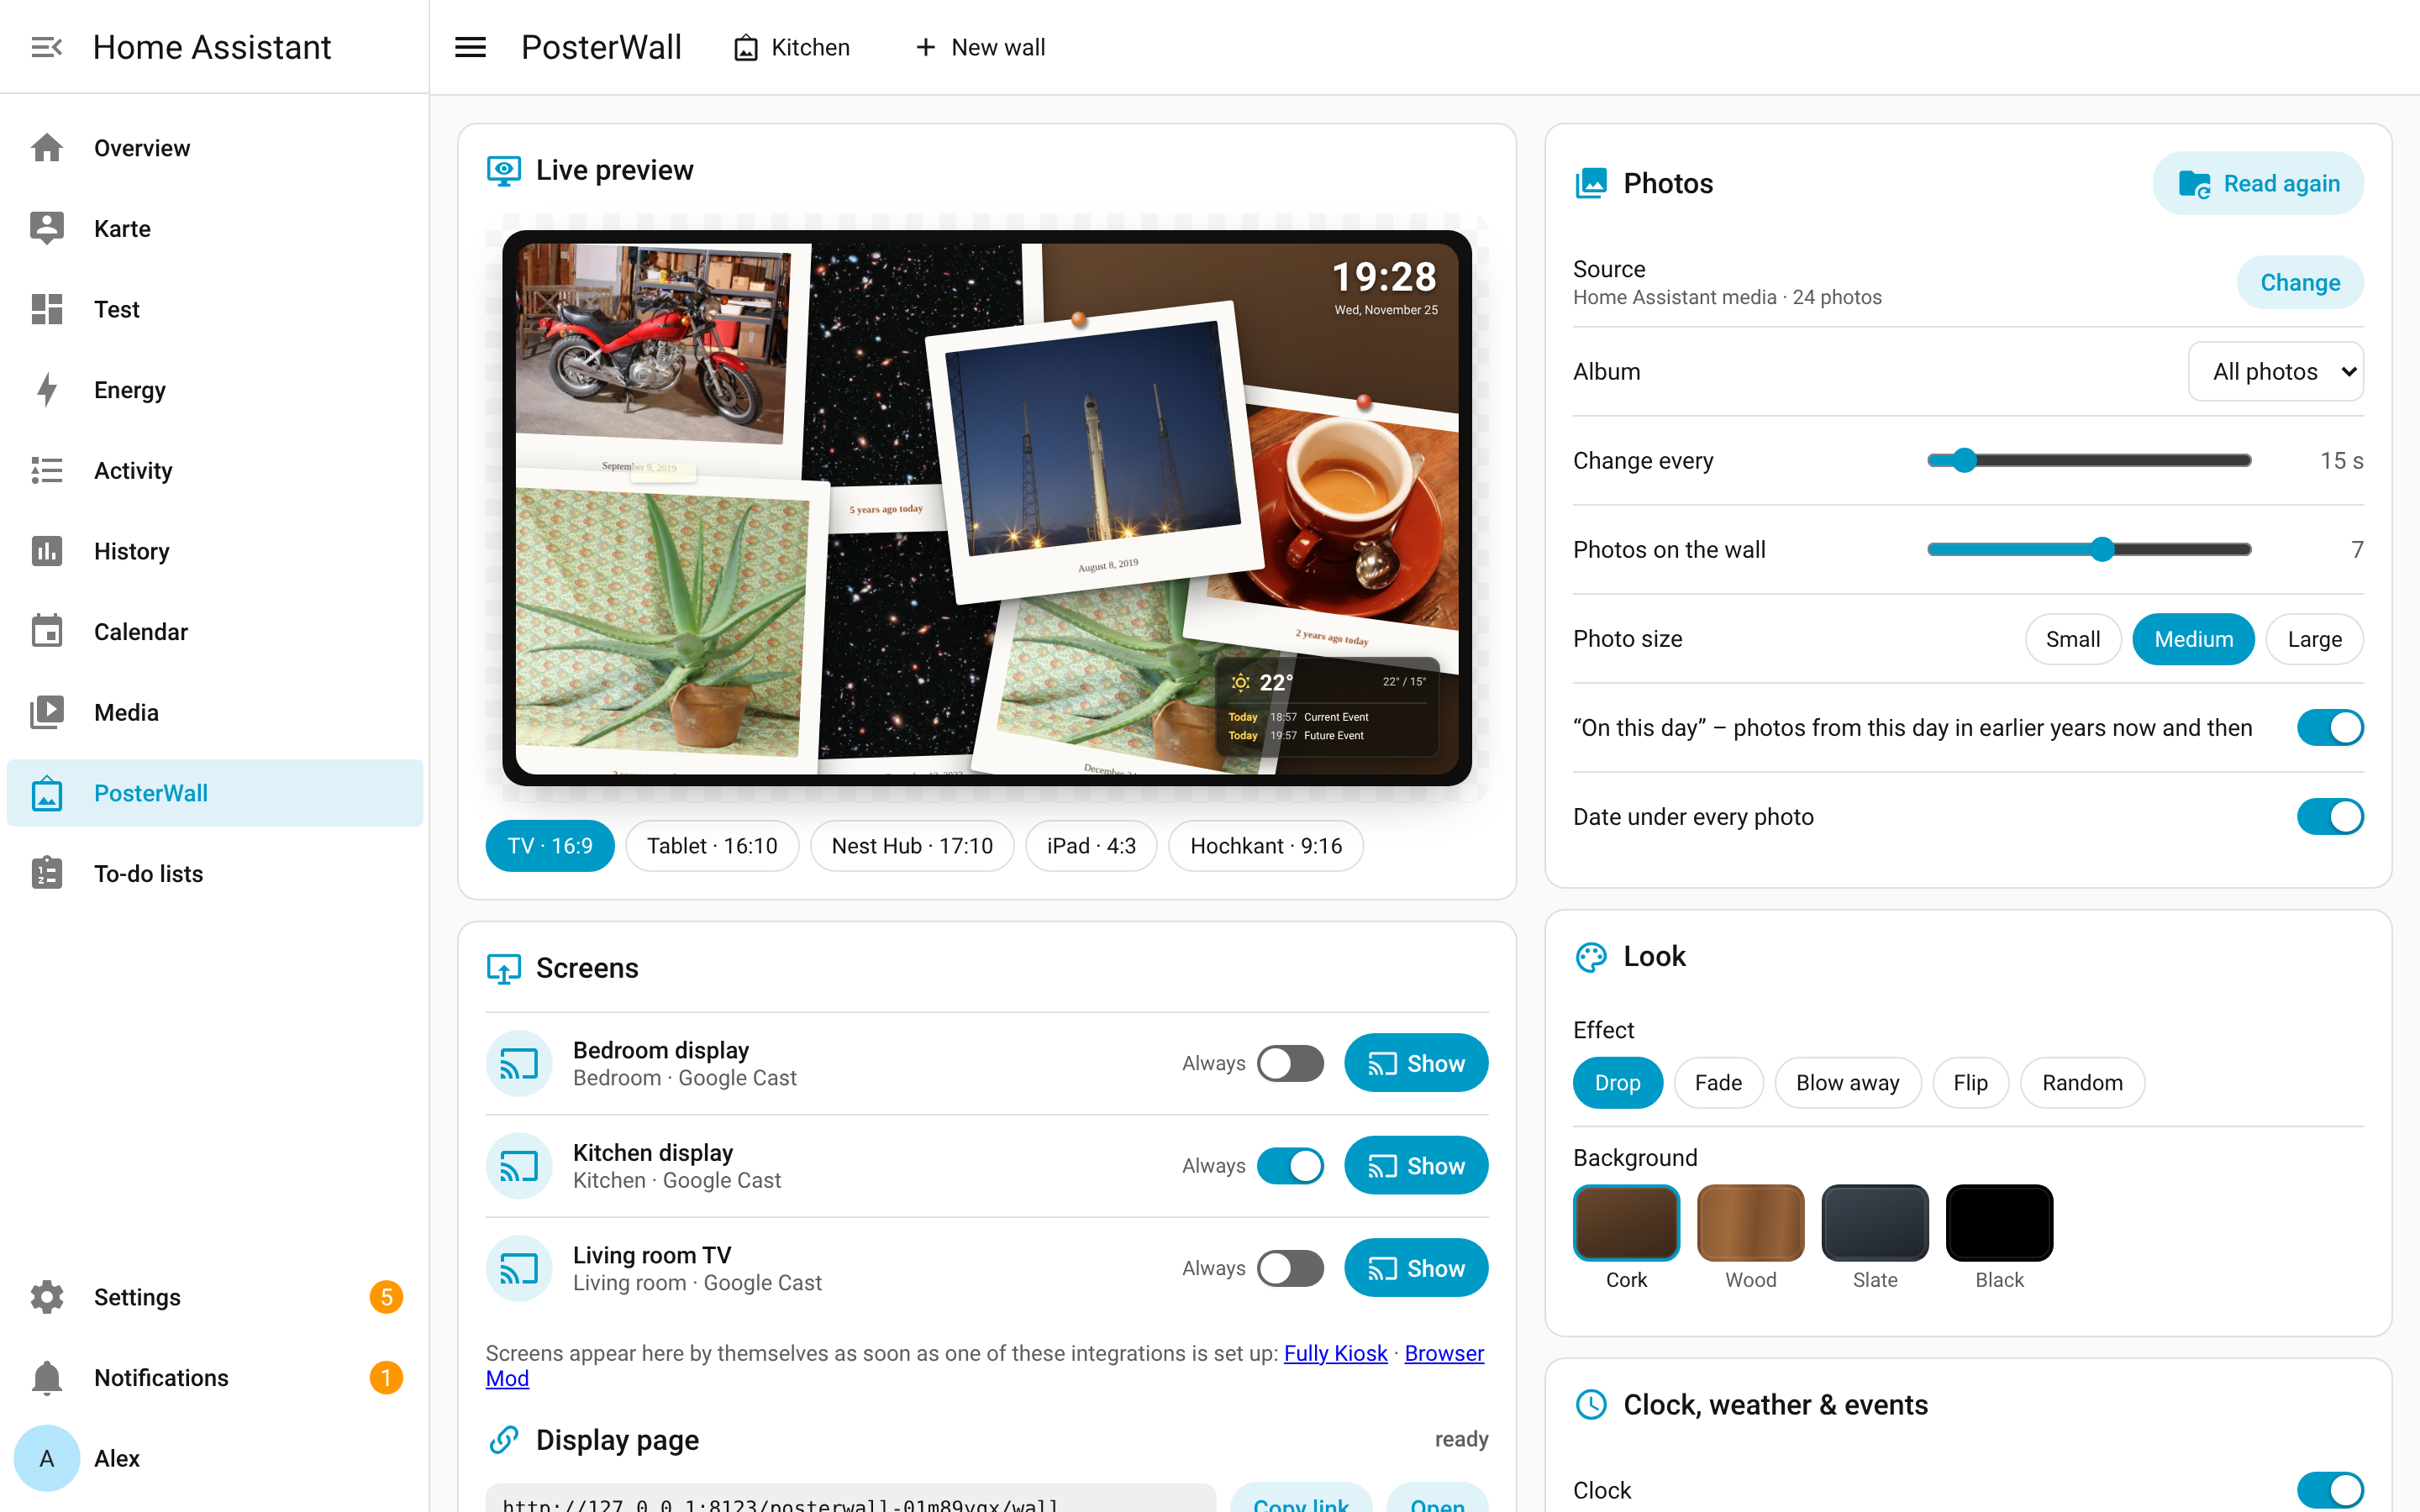 Home Assistant
Overview
Karte
Test
Energy
Activity
History
Calendar
Media
PosterWall
To-do lists
Settings
5
Notifications
1
A
Alex
PosterWall
Kitchen
New wall
Live preview
19:28
Wed, November 25
September 9, 2019
5 years ago today
August 8, 2019
2 years ago today
22°
22° / 15°
Today 18:57 Current Event
Today 19:57 Future Event
TV · 16:9
Tablet · 16:10
Nest Hub · 17:10
iPad · 4:3
Hochkant · 9:16
Screens
Bedroom display
Bedroom · Google Cast
Always
Show
Kitchen display
Kitchen · Google Cast
Always
Show
Living room TV
Living room · Google Cast
Always
Show
Screens appear here by themselves as soon as one of these integrations is set up: Fully Kiosk · Browser
Mod
Display page
ready
Copy link
Open
Photos
Read again
Source
Home Assistant media · 24 photos
Change
Album
All photos
Change every
15 s
Photos on the wall
7
Photo size
Small
Medium
Large
“On this day” – photos from this day in earlier years now and then
Date under every photo
Look
Effect
Drop
Fade
Blow away
Flip
Random
Background
Cork
Wood
Slate
Black
Clock, weather & events
Clock